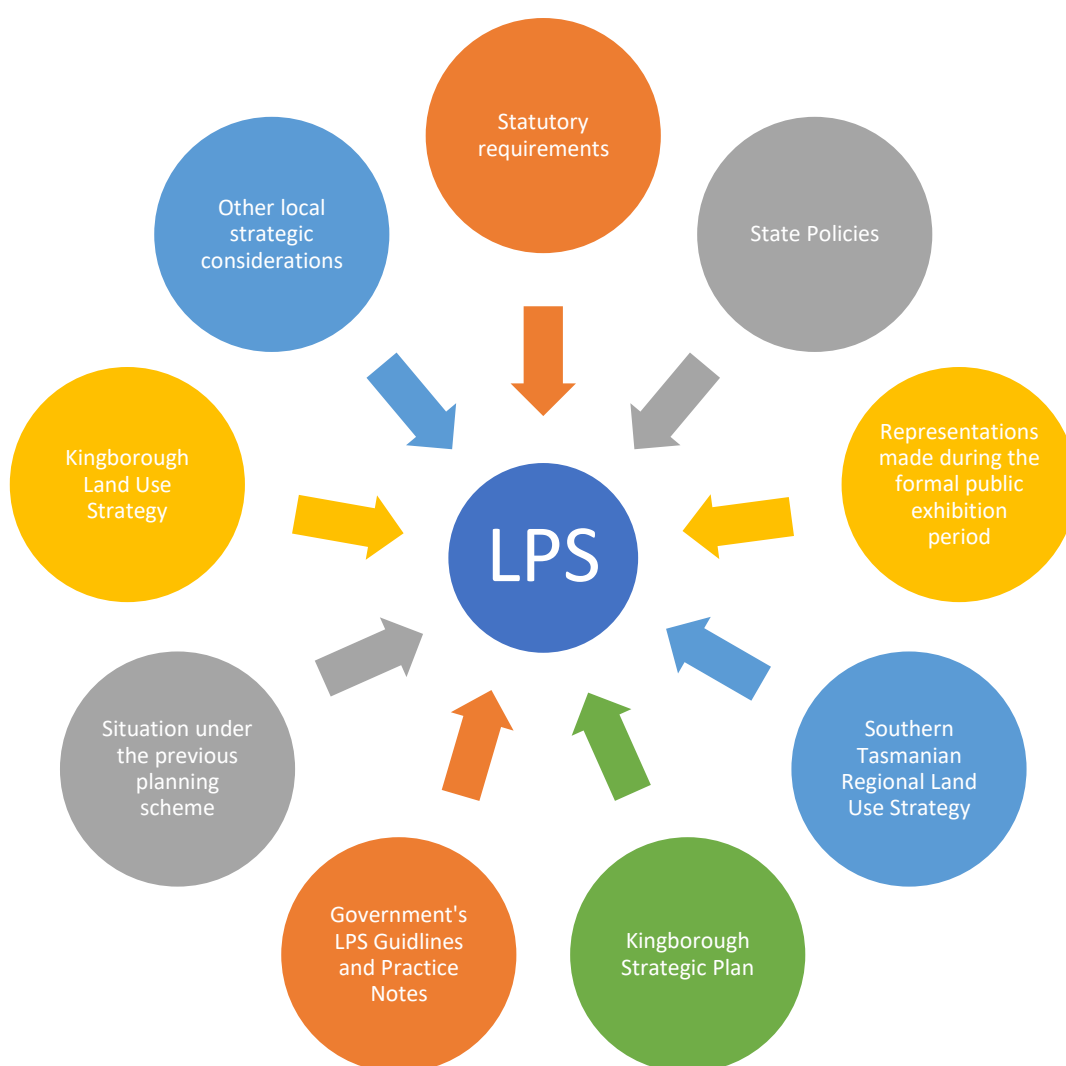 Statutory
requirements
State Policies
Representations
made during the
formal public
exhibition
period
Southern
Tasmanian
Regional Land
Use Strategy
Kingborough
Strategic Plan
Government's
LPS Guidlines
and Practice
Notes
Situation under
the previous
planning
scheme
Kingborough
Land Use
Strategy
Other local
strategic
considerations
LPS